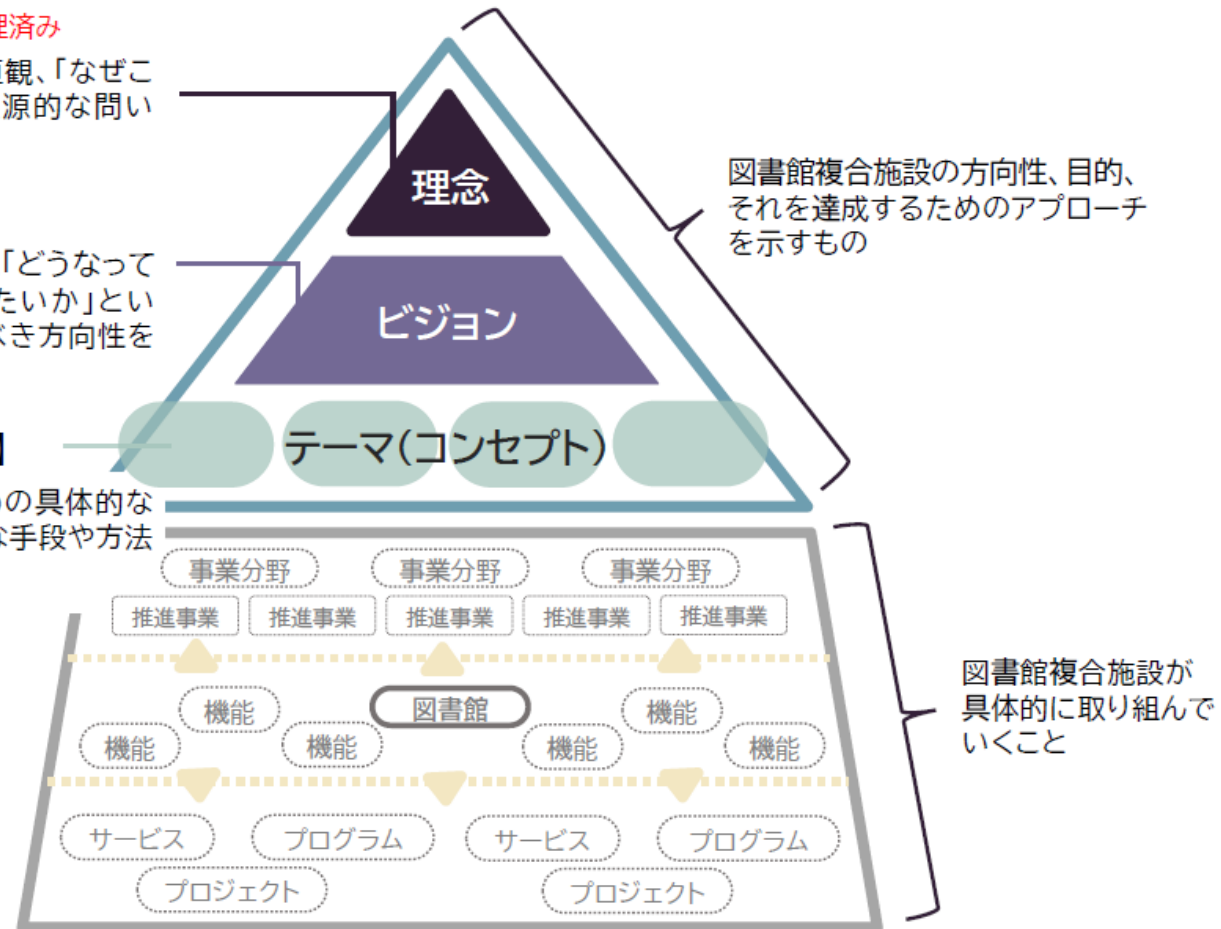 理済み
観、「なぜこ
源的な問い
「どうなって
たいか」とい
べき方向性を
】
の具体的な
な手段や方法
理念
ビジョン
テーマ(コンセプト)
図書館複合施設の方向性、目的、
それを達成するためのアプローチ
を示すもの
事業分野 事業分野 事業分野
推進事業 推進事業 推進事業 推進事業 推進事業
機能 図書館 機能
機能 機能 機能 機能
サービス プログラム サービス プログラム
プロジェクト プロジェクト
図書館複合施設が
具体的に取り組んで
いくこと